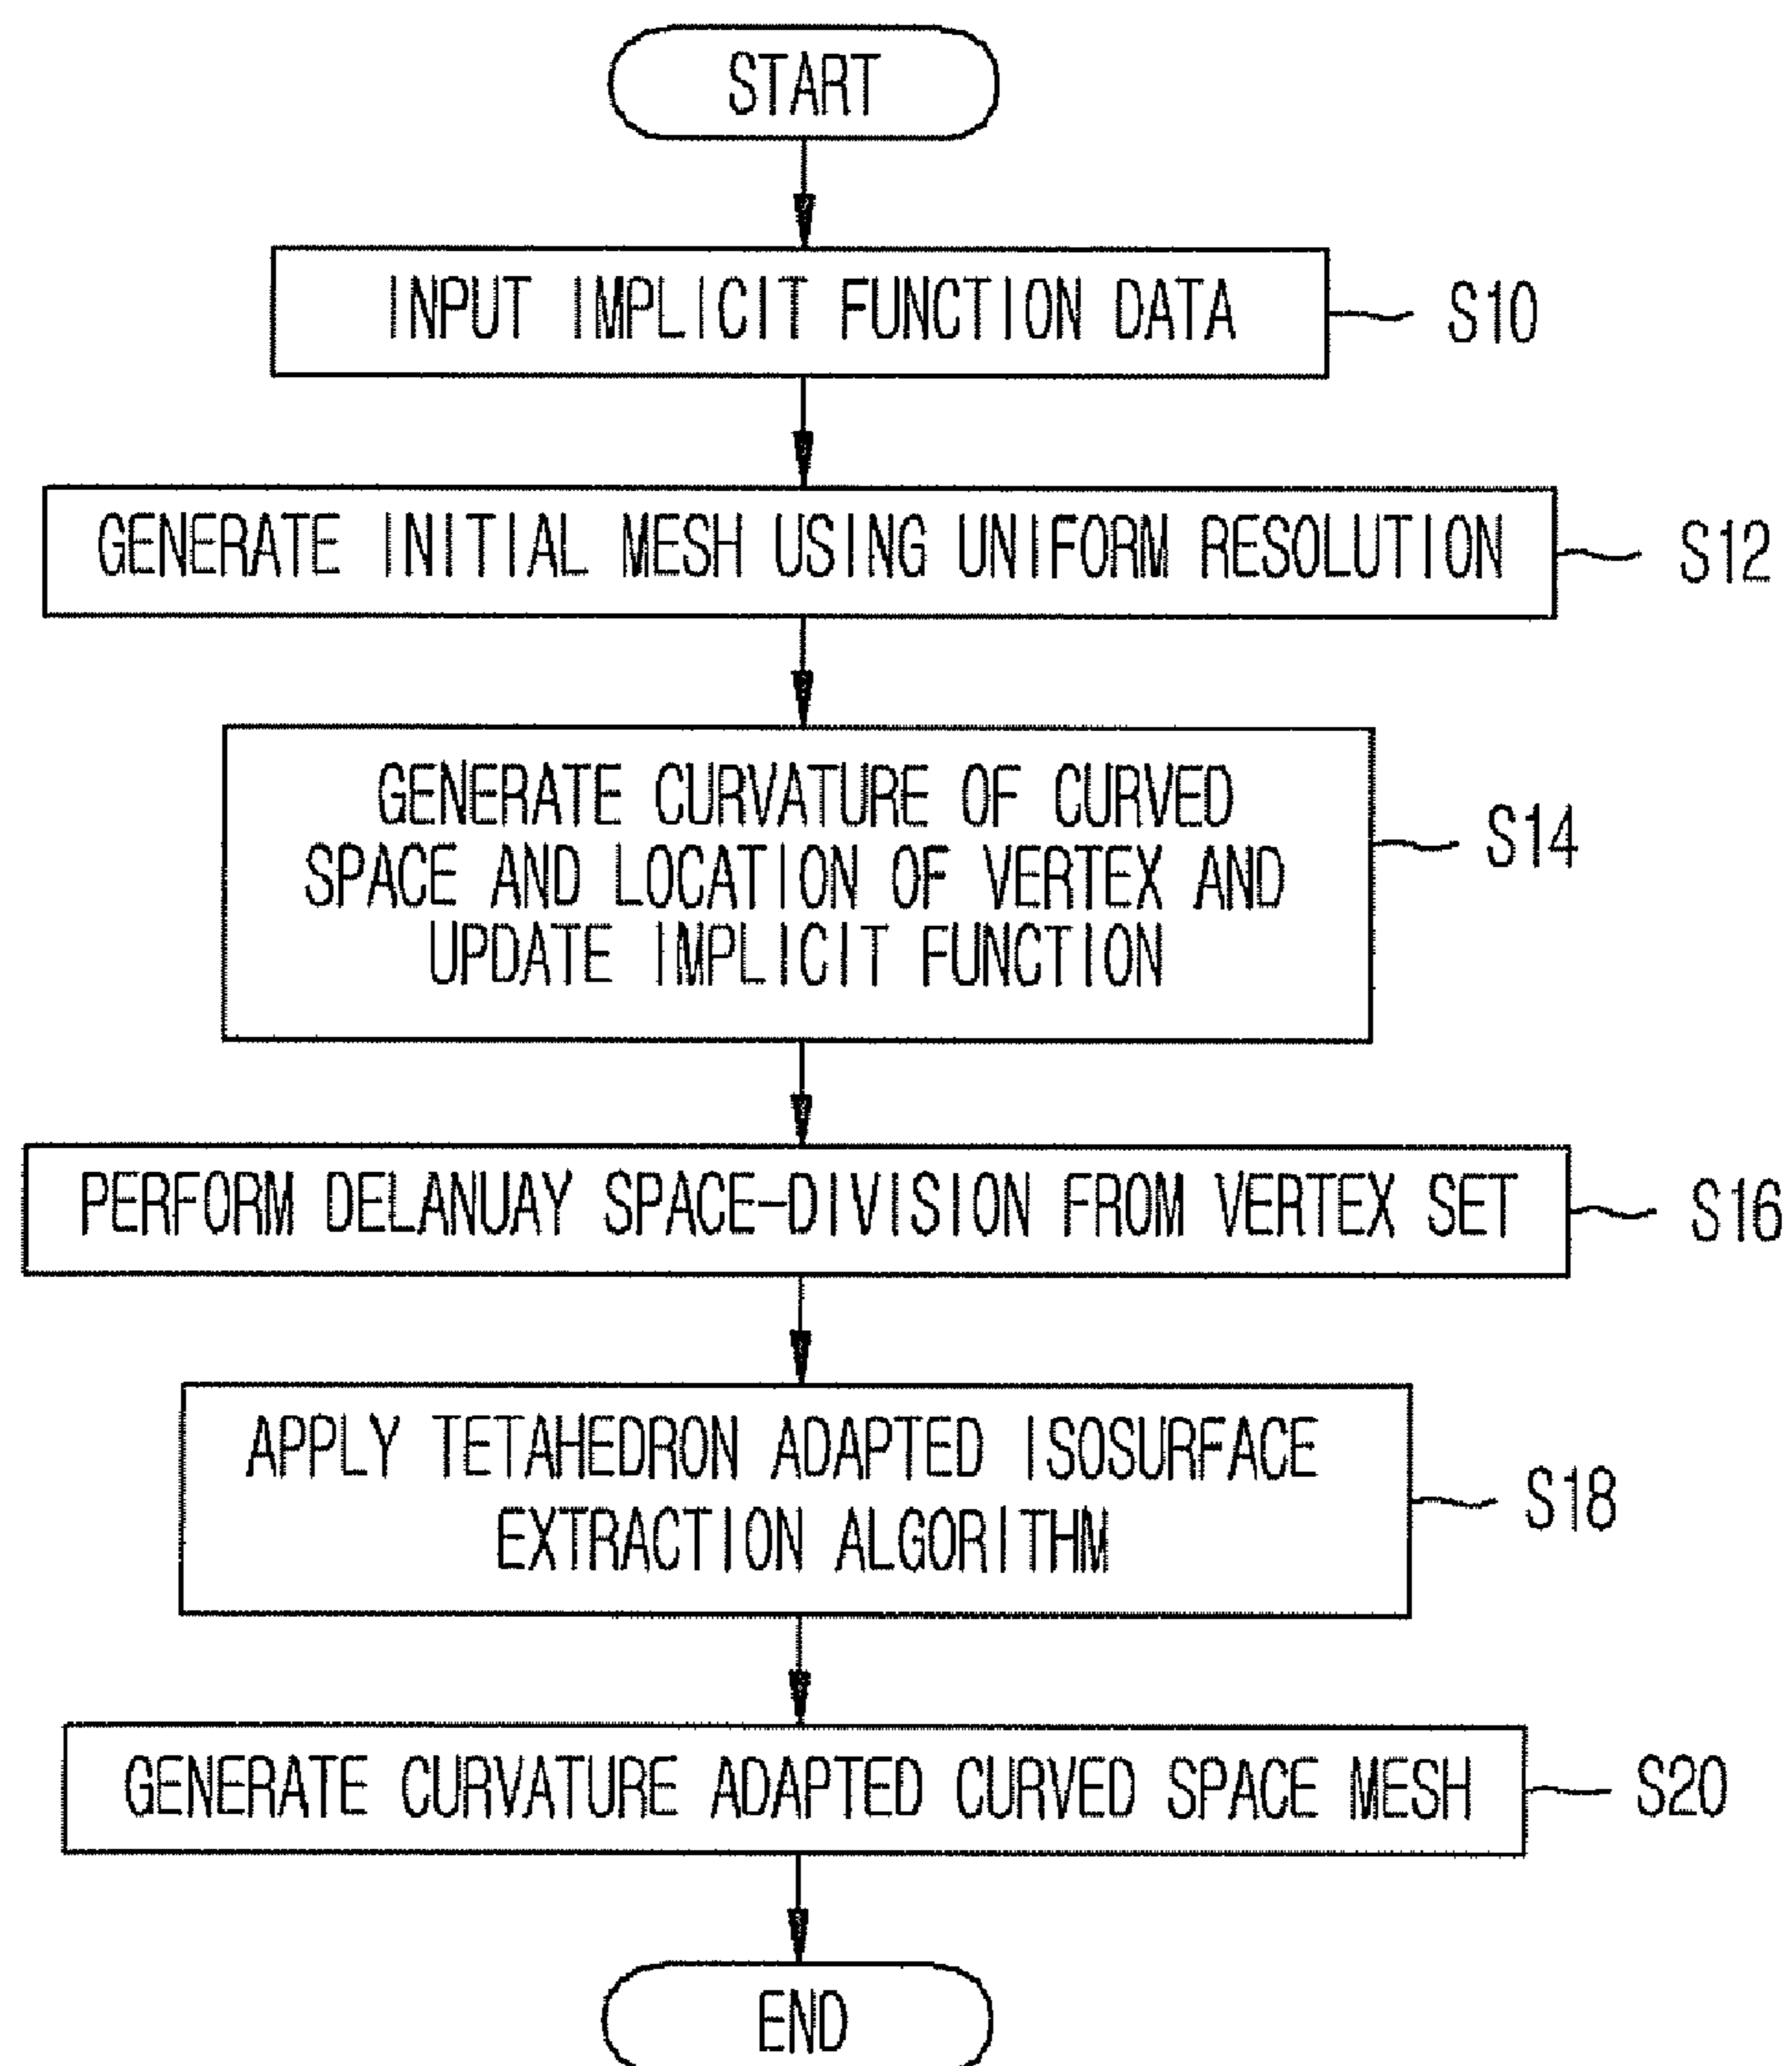 START
INPUT IMPLICIT FUNCTION DATA
S10
GENERATE INITIAL MESH USING UNIFORM RESOLUTION
S12
GENERATE CURVATURE OF CURVED
SPACE AND LOCATION OF VERTEX AND
UPDATE IMPLICIT FUNCTION
S14
PERFORM DELANUAY SPACE-DIVISION FROM VERTEX SET
S16
APPLY TETAHEDRON ADAPTED ISOSURFACE
EXTRACTION ALGORITHM
S18
GENERATE CURVATURE ADAPTED CURVED SPACE MESH
S20
END